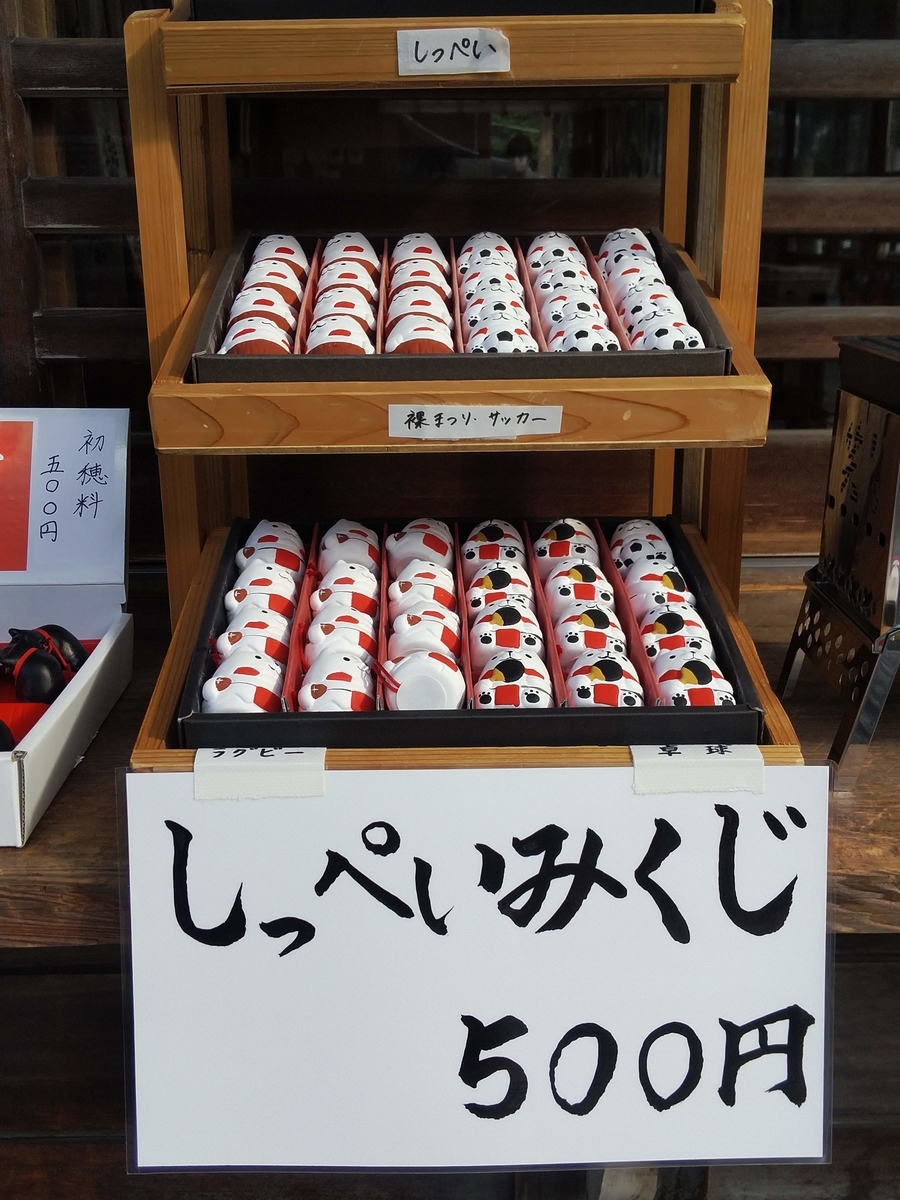 しっぺい
裸まつり・サッカー
初穂料
五〇〇円
ラグビー
卓球
しっぺいみくじ
500円